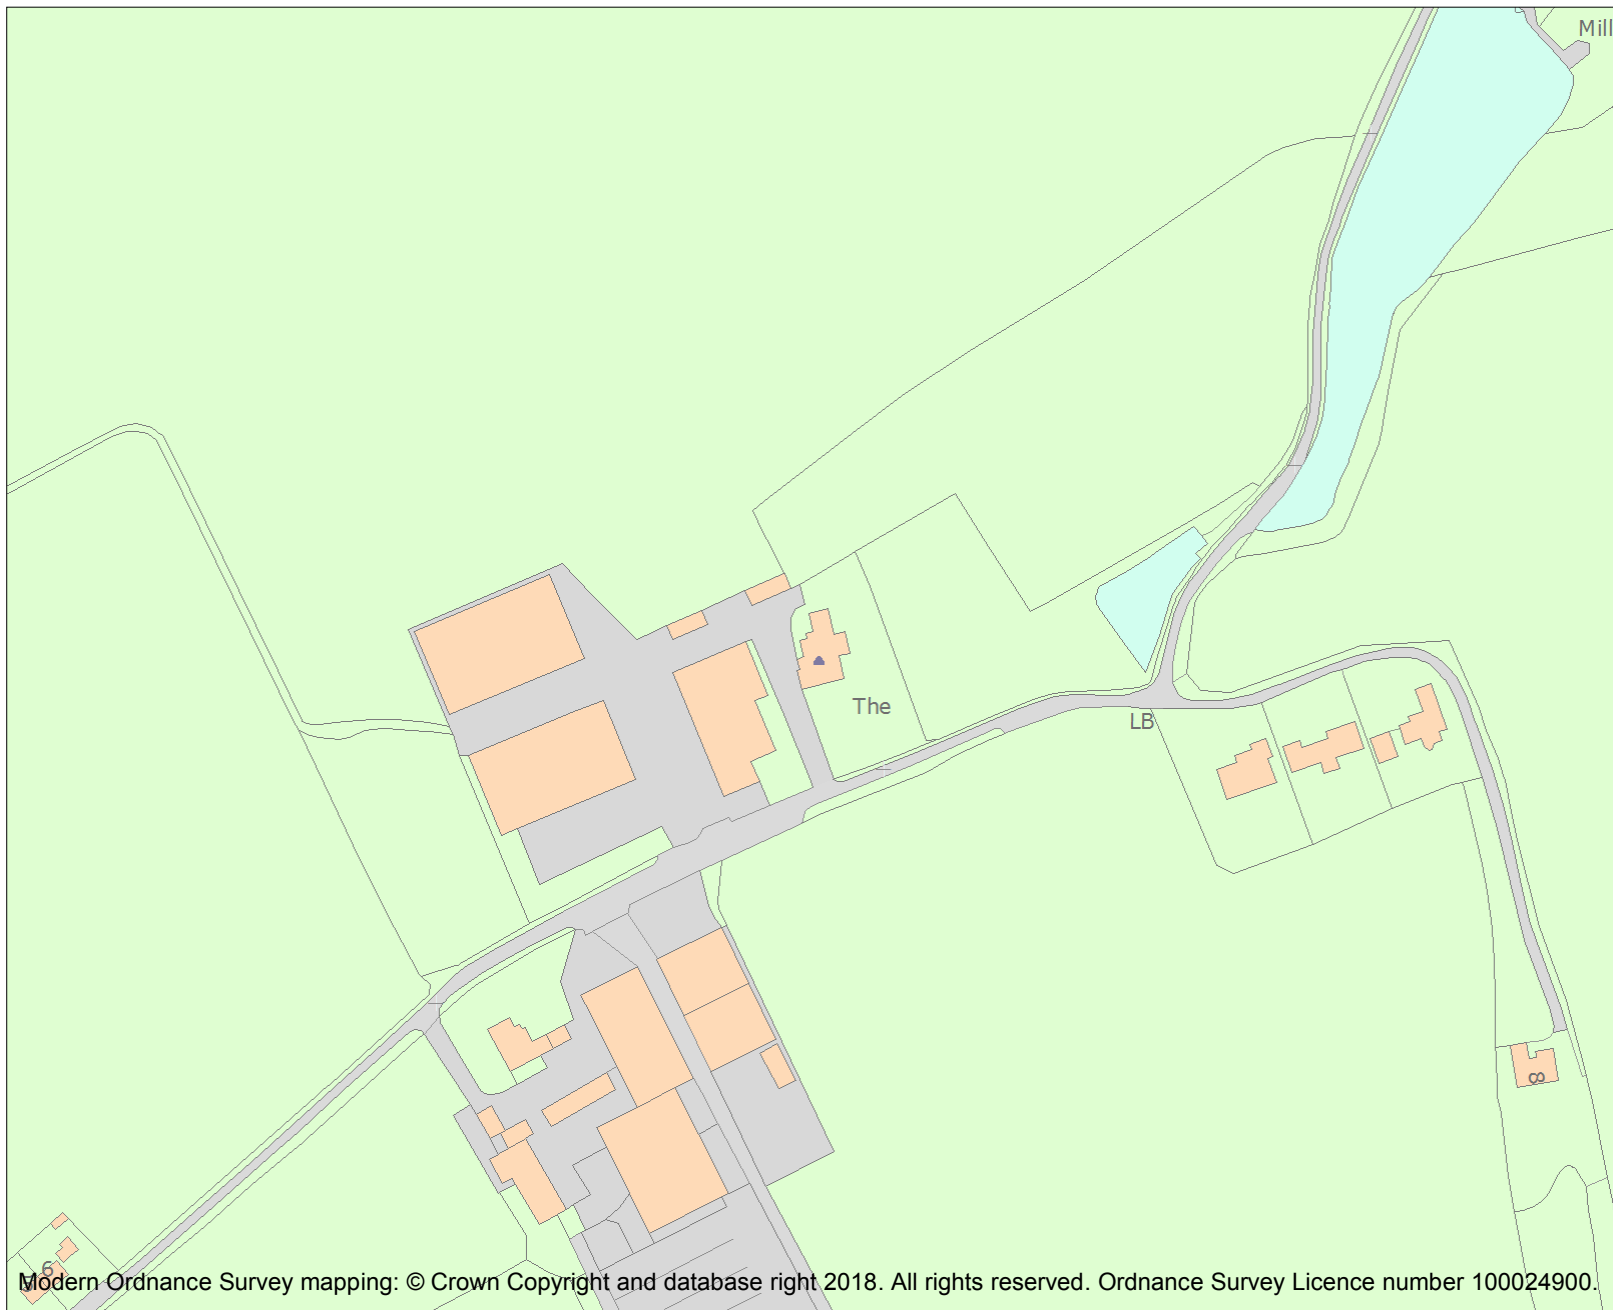 Mill
The
LB
8
6
Modern Ordnance Survey mapping: © Crown Copyright and database right 2018. All rights reserved. Ordnance Survey Licence number 100024900.